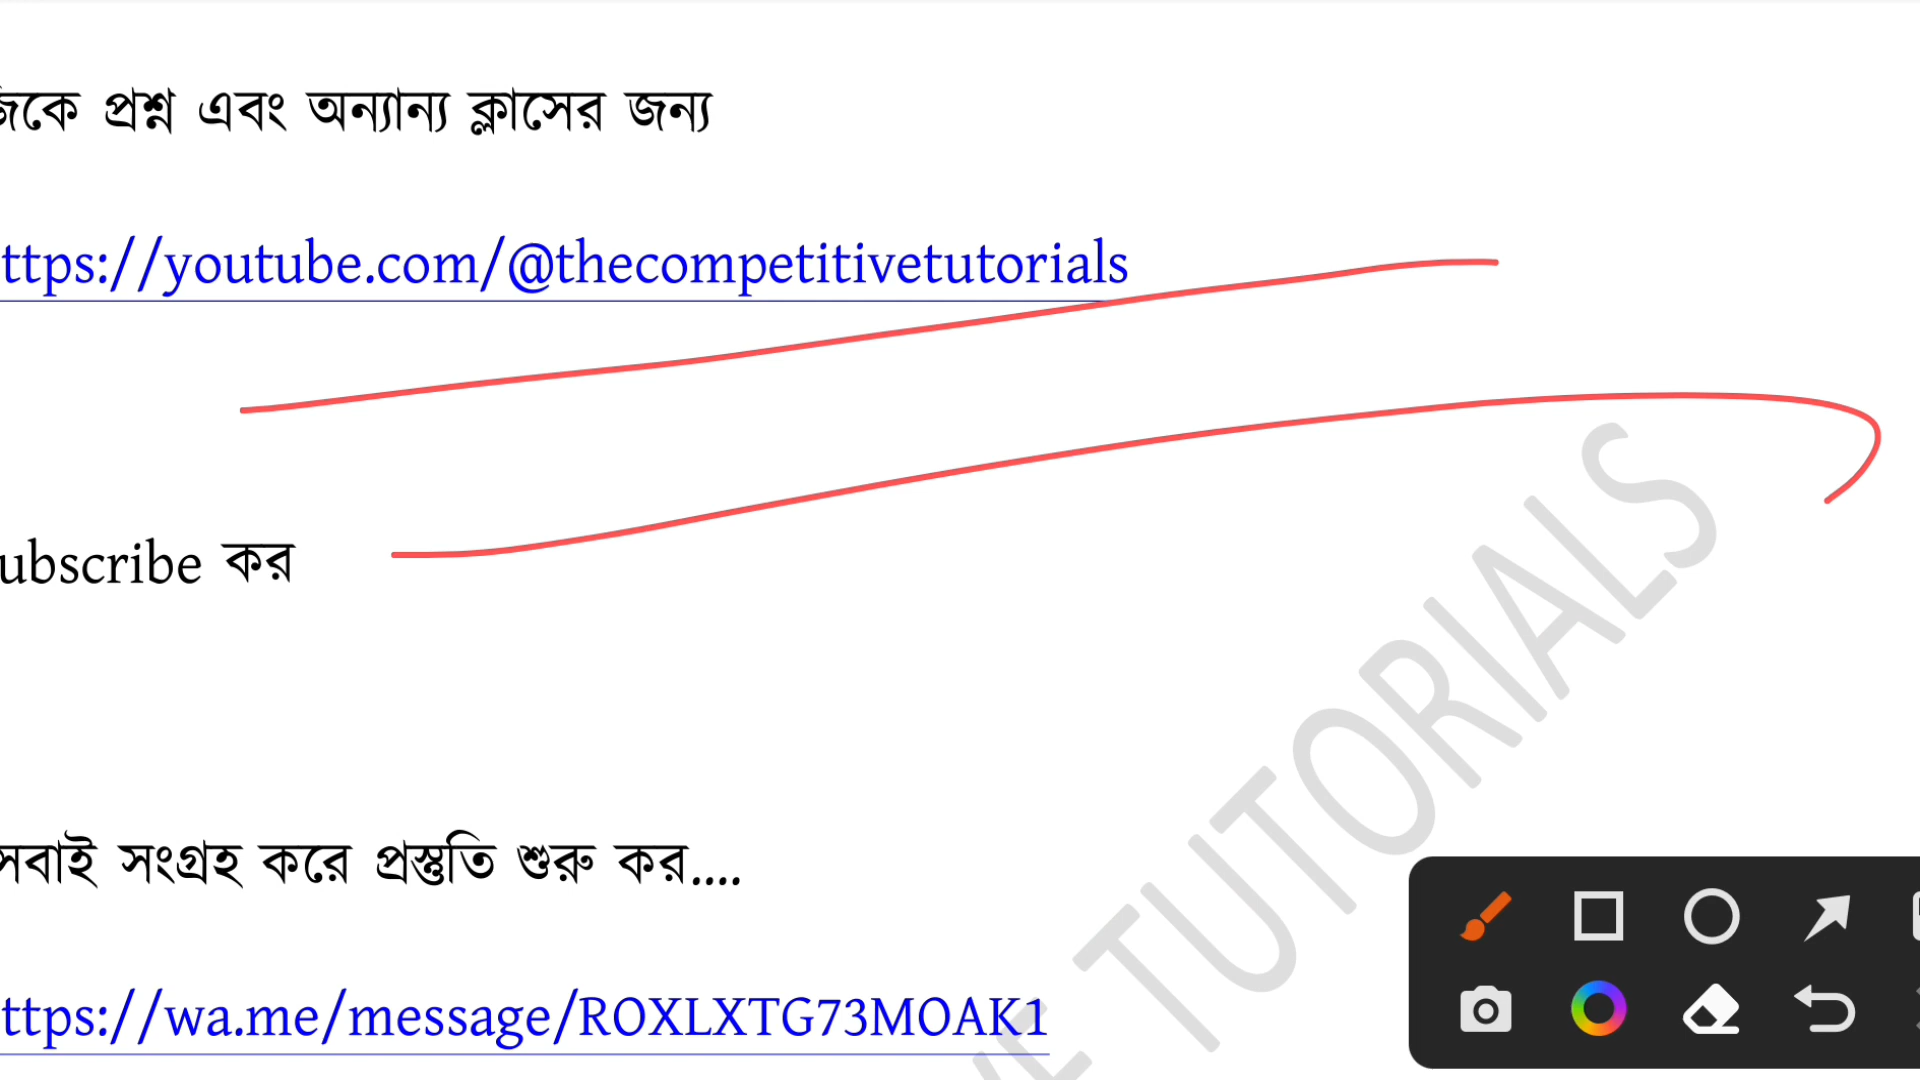 প্রশ্ন এবং অন্যান্য ক্লাসের জন্য
ttps://youtube.com/@thecompetitivetutorials
ubscribe কর
সবাই সংগ্রহ করে প্রস্তুতি শুরু কর....
ttps://wa.me/message/ROXLXTG73MOAK1
TUTORIALS